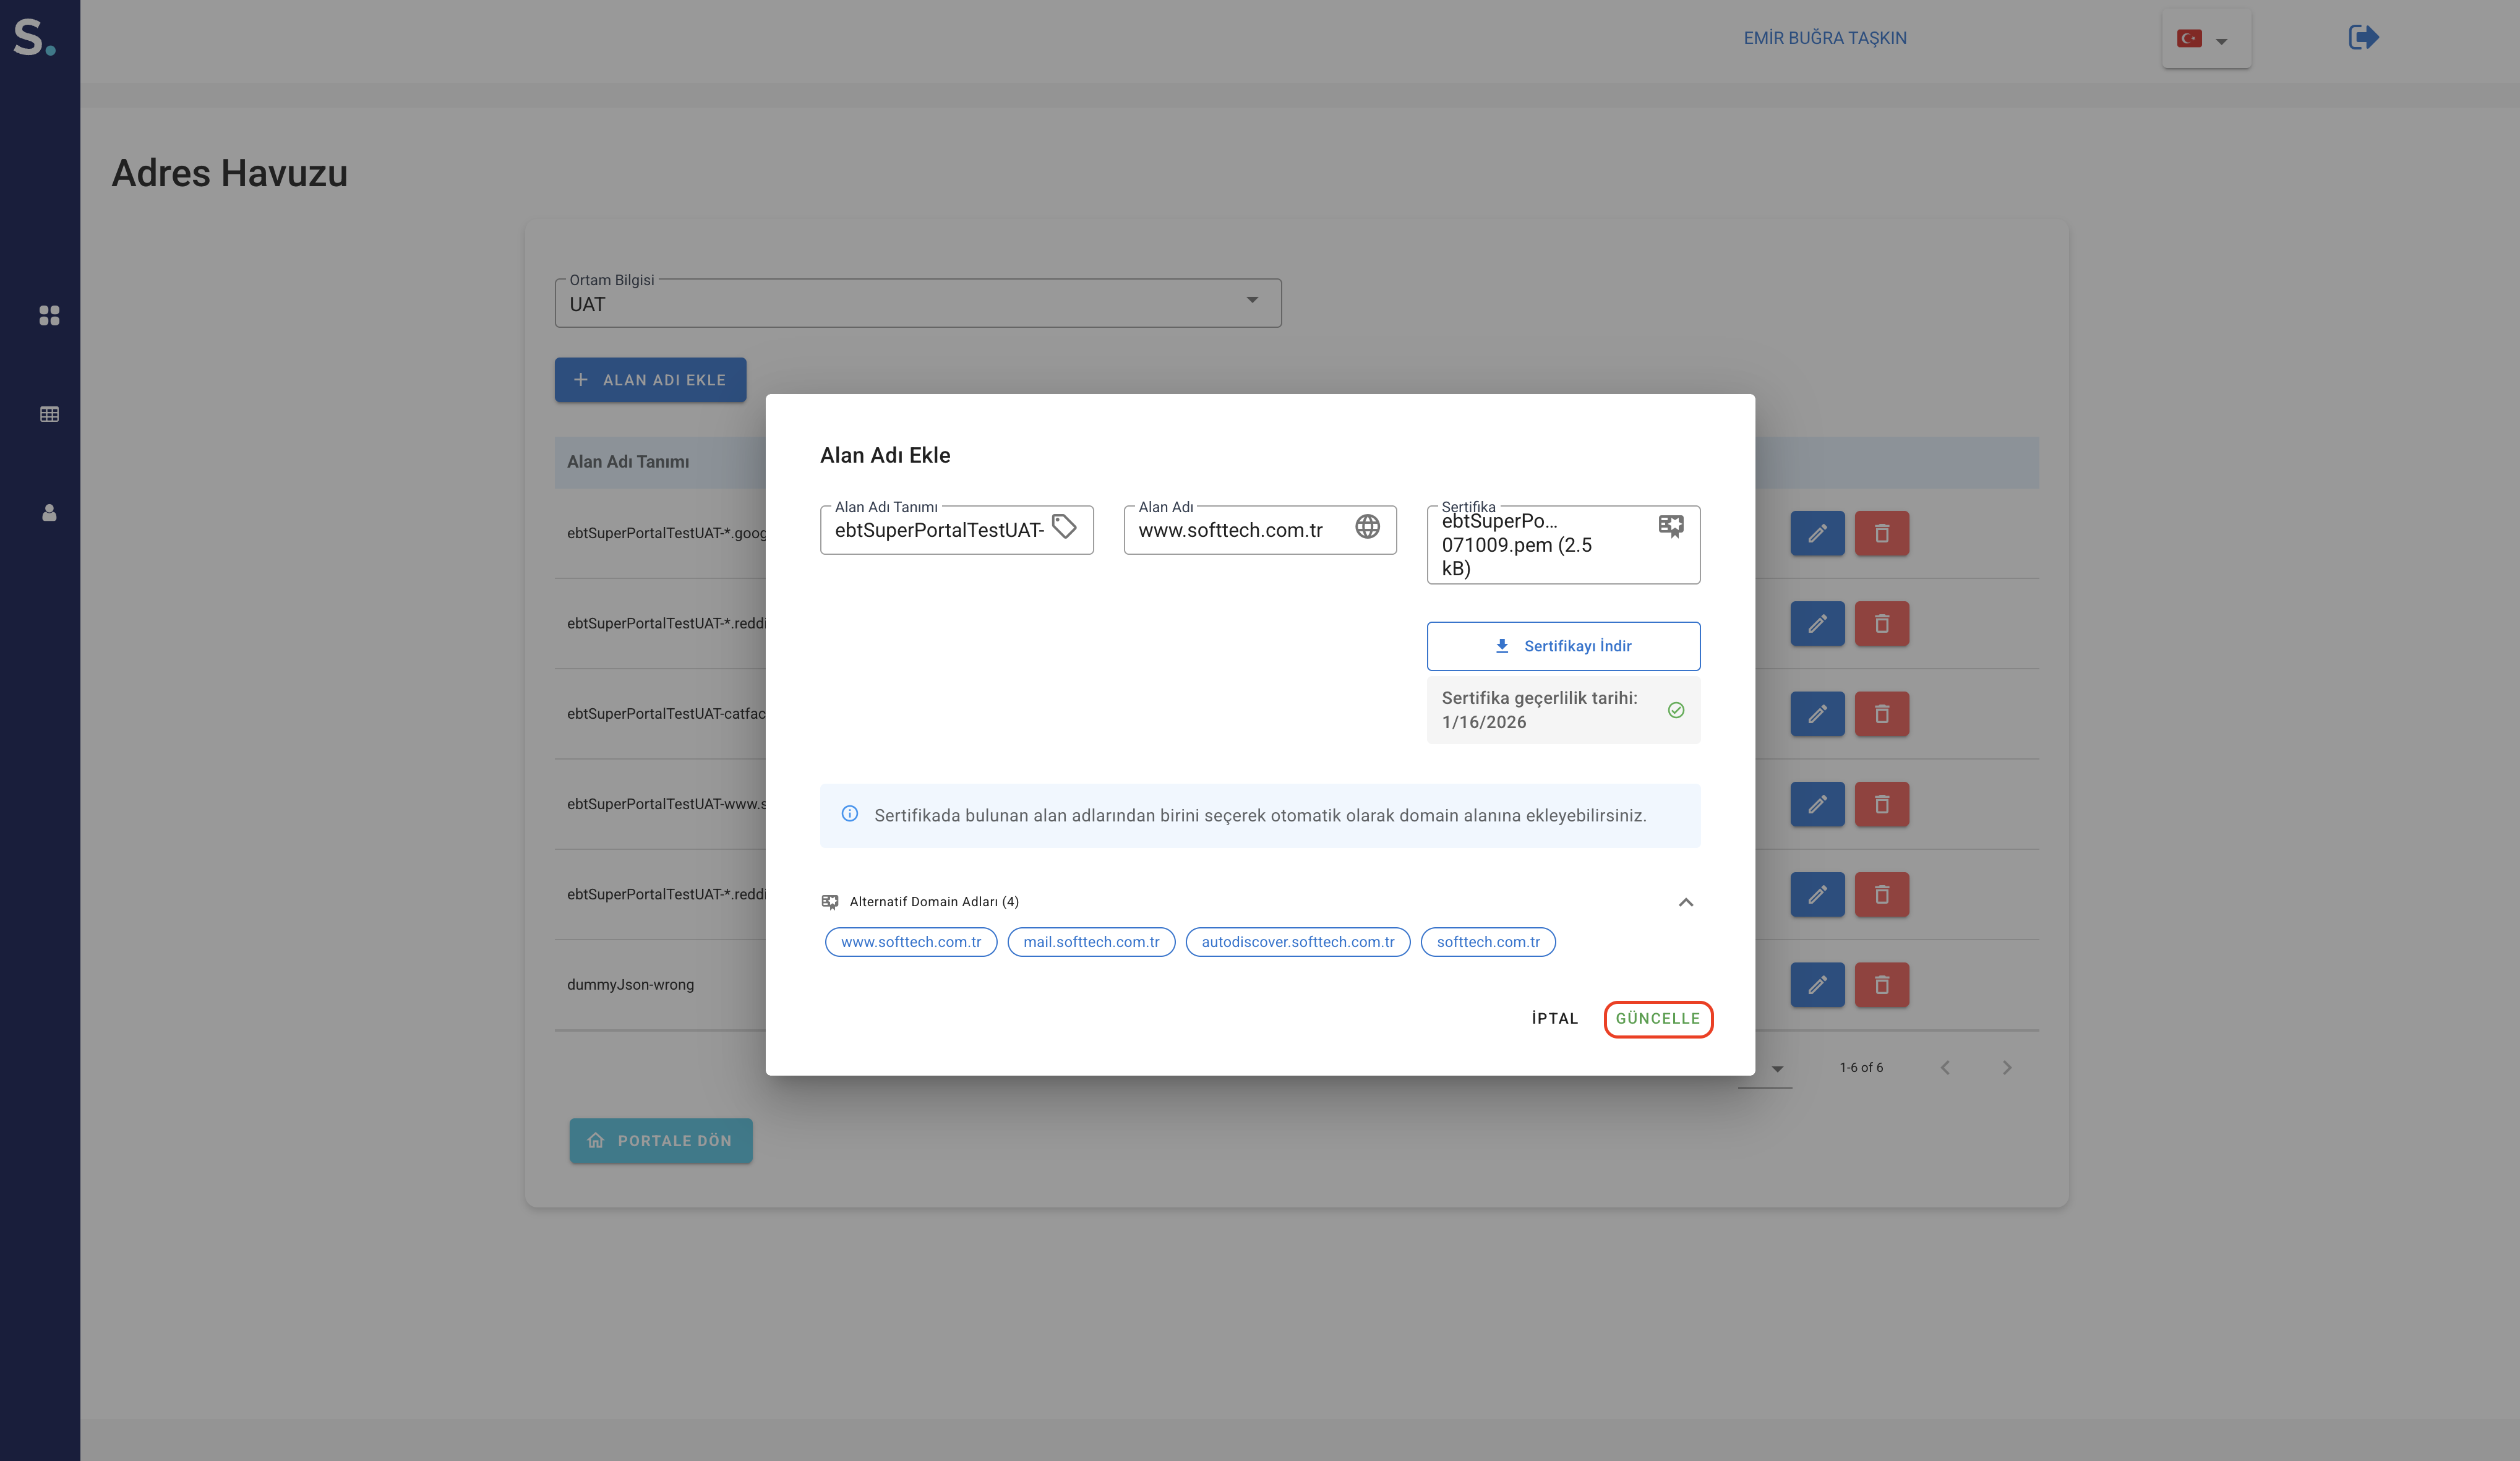 S.
EMİR BUĞRA TAŞKIN
Adres Havuzu
Ortam Bilgisi
UAT
ALAN ADI EKLE
Alan Adı Tanımı
ebtSuperPortalTestUAT-*.goog
ebtSuperPortalTestUAT-*.reddi
ebtSuperPortalTestUAT-catfac
ebtSuperPortalTestUAT-www.s
ebtSuperPortalTestUAT-*.reddi
dummyJson-wrong
1-6 of 6
PORTALE DÖN
Alan Adı Ekle
Alan Adı Tanımı
ebtSuperPortalTestUAT-
Alan Adı
www.softtech.com.tr
Sertifika
ebtSuperPo…
071009.pem (2.5
kB)
Sertifikayı İndir
Sertifika geçerlilik tarihi:
1/16/2026
Sertifikada bulunan alan adlarından birini seçerek otomatik olarak domain alanına ekleyebilirsiniz.
Alternatif Domain Adları (4)
www.softtech.com.tr
mail.softtech.com.tr
autodiscover.softtech.com.tr
softtech.com.tr
İPTAL
GÜNCELLE